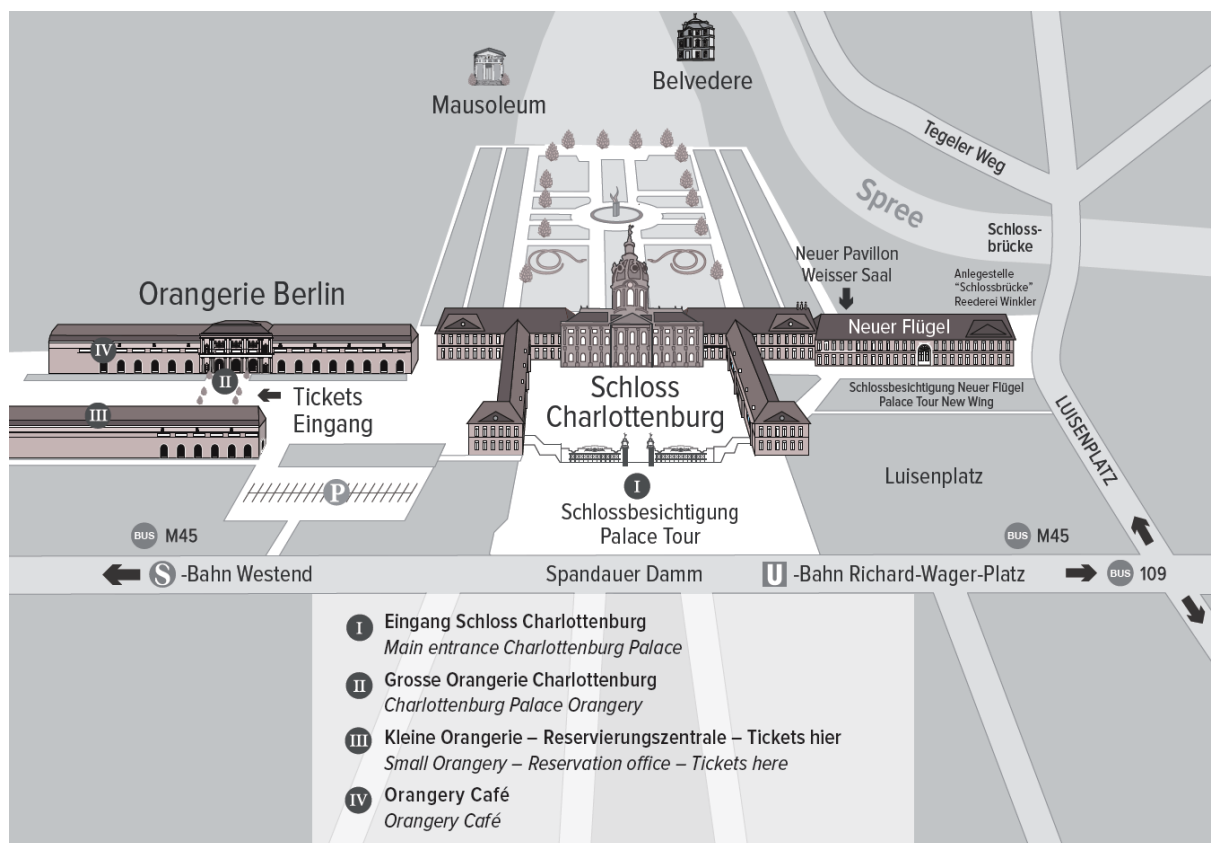 Mausoleum
Belvedere
Tegeler Weg
Spree
Schloss-
brücke
Neuer Pavillon
Weisser Saal
Anlegestelle
"Schlossbrücke"
Reederei Winkler
Orangerie Berlin
Neuer Flügel
IV
II
Tickets
Eingang
III
Schloss
Charlottenburg
Schlossbesichtigung Neuer Flügel
Palace Tour New Wing
LUISENPLATZ
Luisenplatz
P
I
Schlossbesichtigung
Palace Tour
BUS M45
BUS M45
S -Bahn Westend
Spandauer Damm
U -Bahn Richard-Wager-Platz
BUS 109
I Eingang Schloss Charlottenburg
Main entrance Charlottenburg Palace
II Grosse Orangerie Charlottenburg
Charlottenburg Palace Orangery
III Kleine Orangerie – Reservierungszentrale – Tickets hier
Small Orangery – Reservation office – Tickets here
IV Orangery Café
Orangery Café